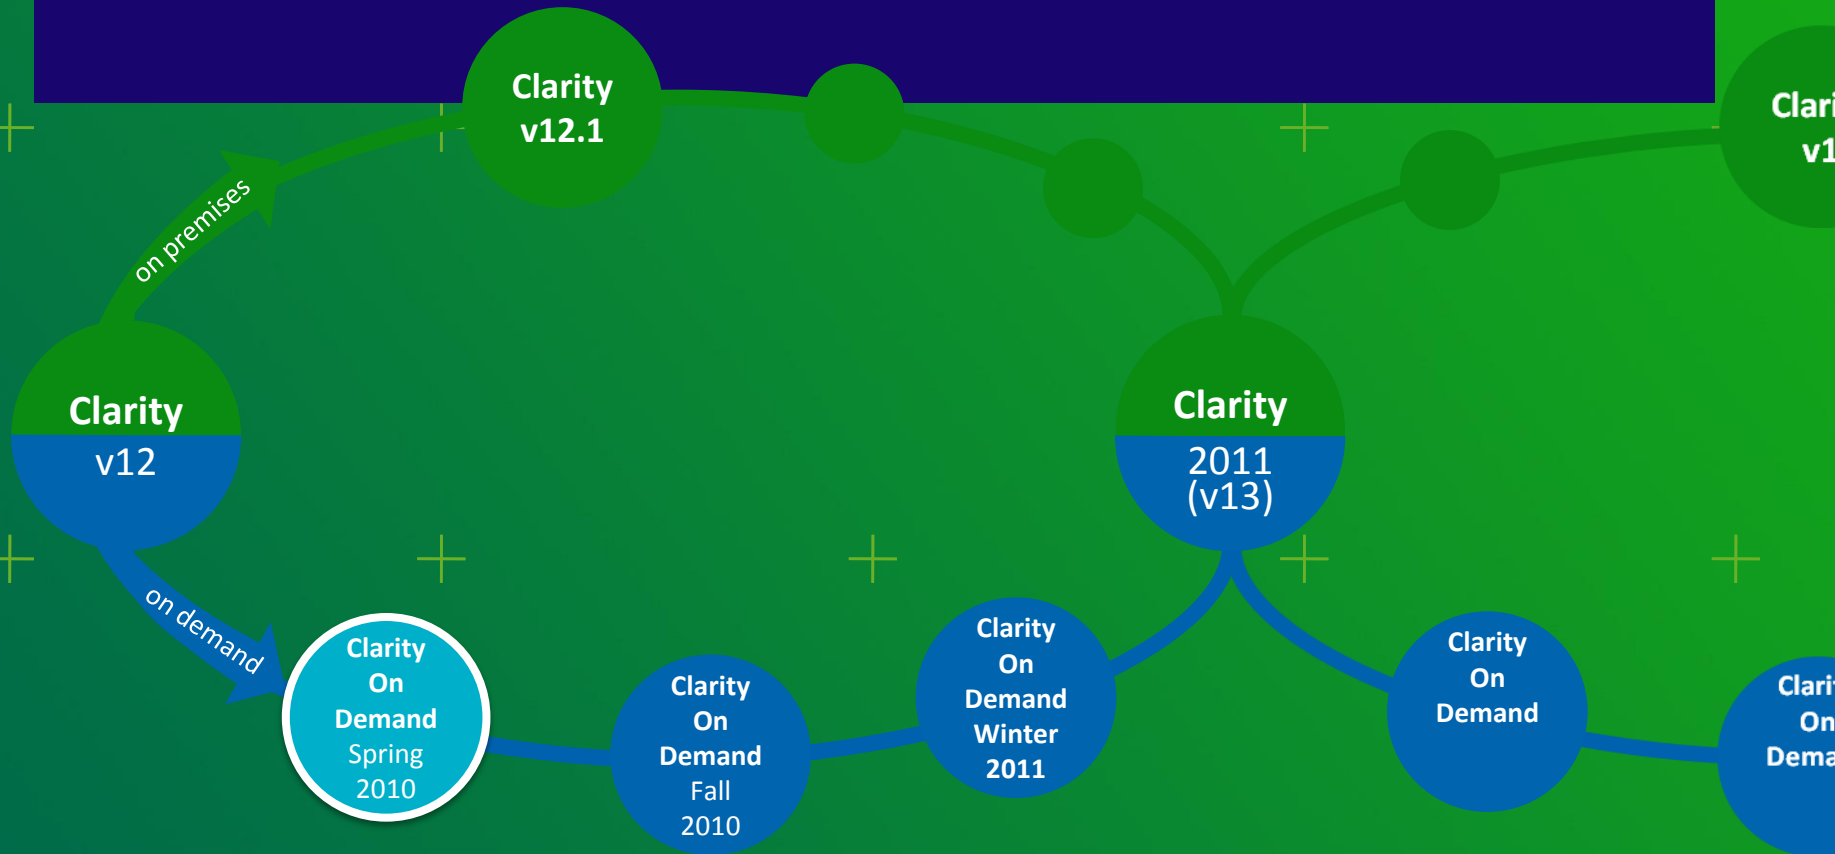 Clarity
v12.1
on premises
Clarity
v12
on demand
Clarity
On
Demand
Spring
2010
Clarity
On
Demand
Fall
2010
Clarity
On
Demand
Winter
2011
Clarity
2011
(v13)
Clarity
On
Demand
On